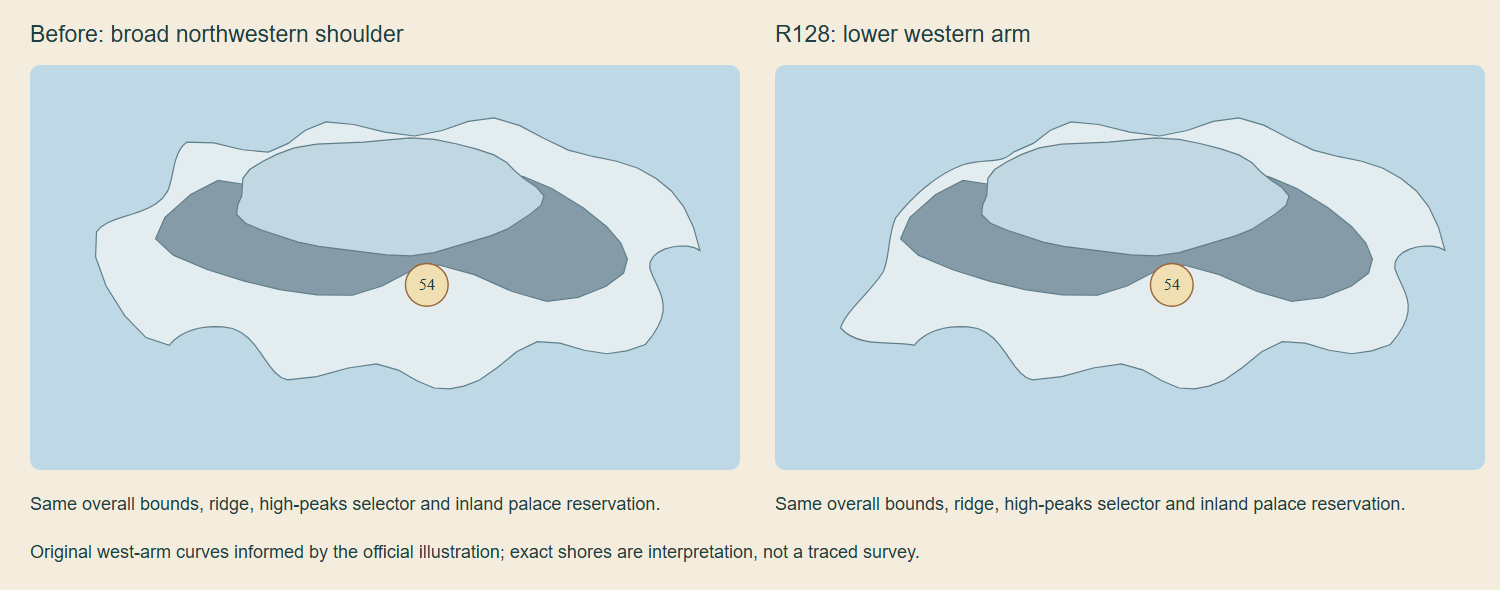 Before: broad northwestern shoulder
R128: lower western arm
54
54
Same overall bounds, ridge, high-peaks selector and inland palace reservation.
Same overall bounds, ridge, high-peaks selector and inland palace reservation.
Original west-arm curves informed by the official illustration; exact shores are interpretation, not a traced survey.